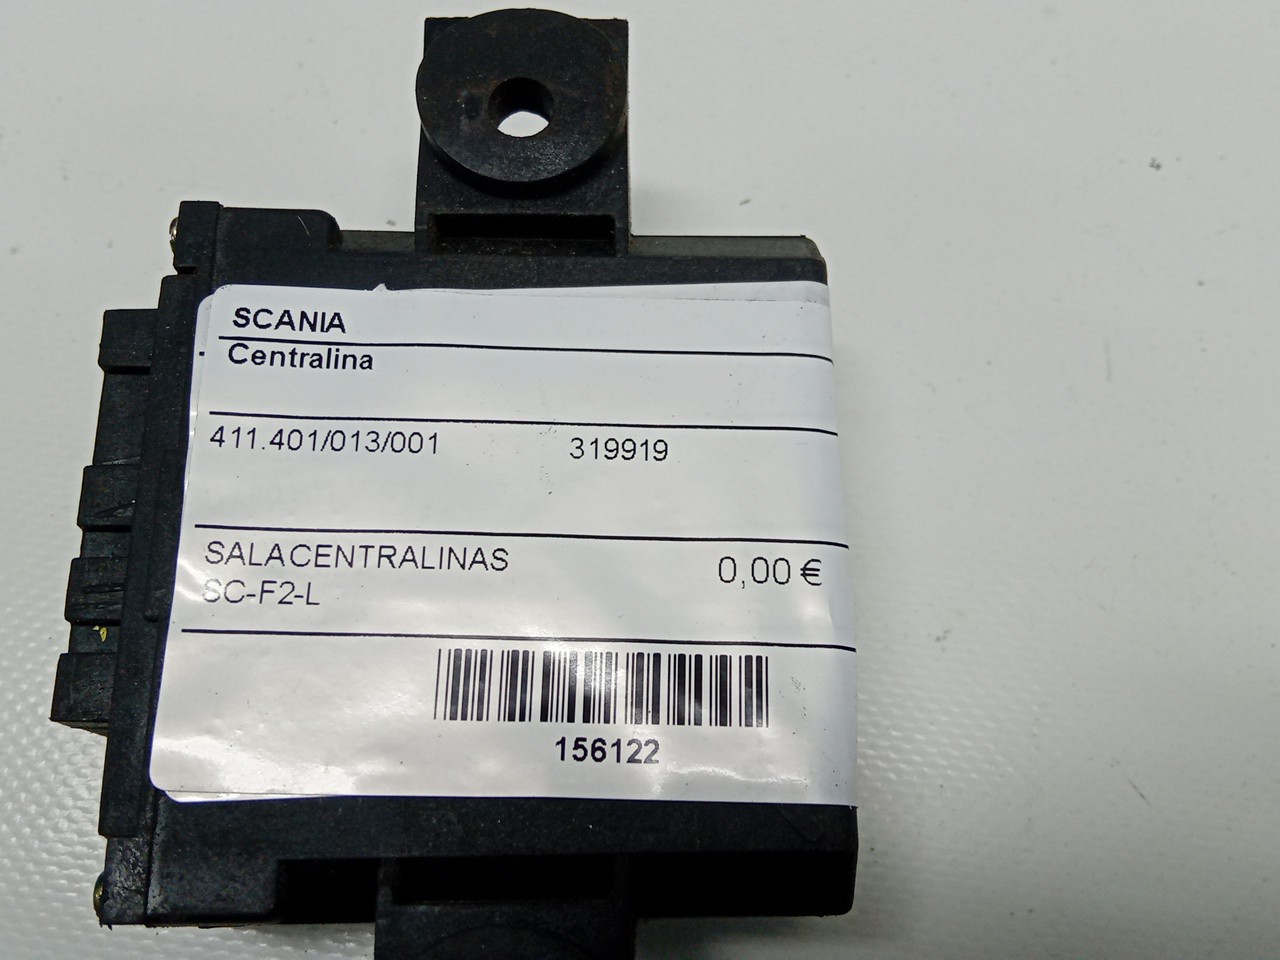 SCANIA
Centralina
411.401/013/001 319919
SALACENTRALINAS 0,00 €
SC-F2-L
156122